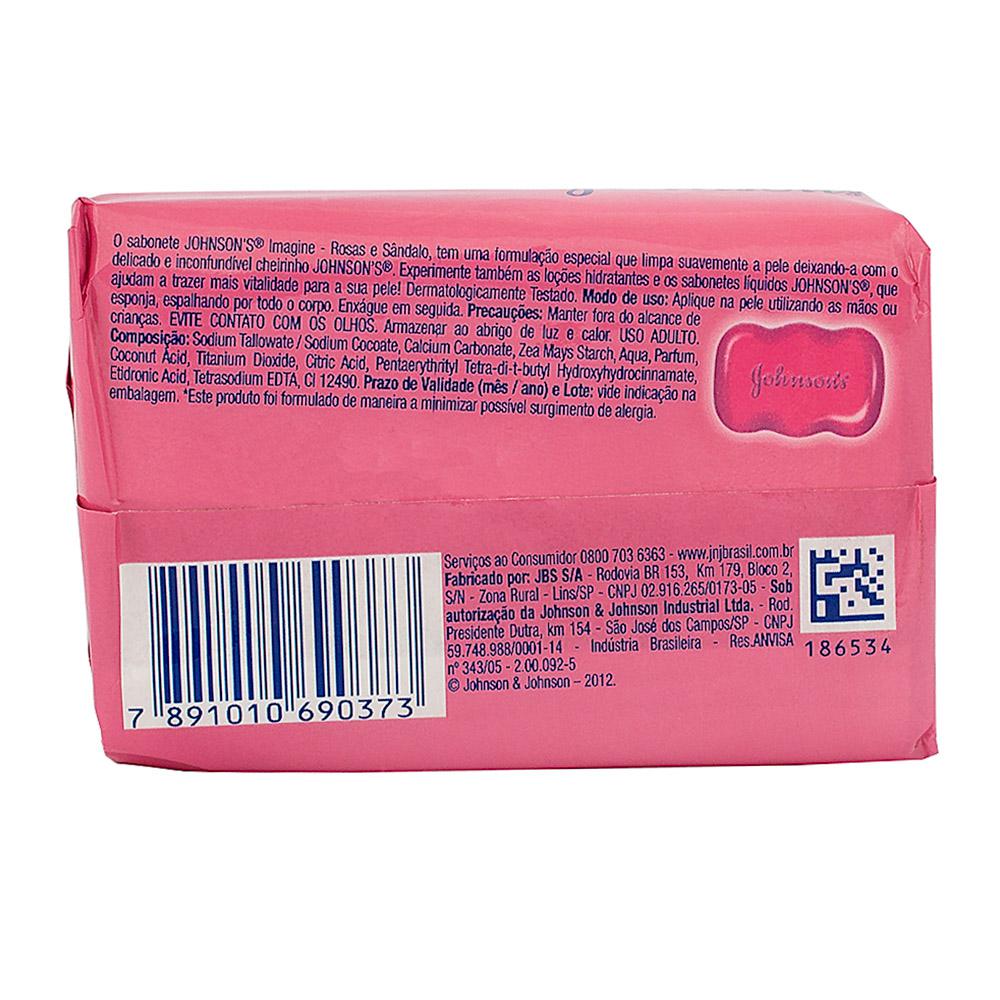 O sabonete JOHNSON'S® Imagine - Rosas e Sândalo, tem uma formulação especial que limpa suavemente a pele deixando-a com o
delicado e inconfundível cheirinho JOHNSON'S®. Experimente também as loções hidratantes e os sabonetes líquidos JOHNSON'S®, que
ajudam a trazer mais vitalidade para a sua pele! Dermatologicamente Testado. Modo de uso: Aplique na pele utilizando as mãos ou
esponja, espalhando por todo o corpo. Enxágue em seguida. Precauções: Manter fora do alcance de
crianças. EVITE CONTATO COM OS OLHOS. Armazenar ao abrigo de luz e calor. USO ADULTO.
Composição: Sodium Tallowate / Sodium Cocoate, Calcium Carbonate, Zea Mays Starch, Aqua, Parfum,
Coconut Acid, Titanium Dioxide, Citric Acid, Pentaerythrityl Tetra-di-t-butyl Hydroxyhydrocinnamate,
Etidronic Acid, Tetrasodium EDTA, CI 12490. Prazo de Validade (mês / ano) e Lote: vide indicação na
embalagem. *Este produto foi formulado de maneira a minimizar possível surgimento de alergia.
Johnson's
Serviços ao Consumidor 0800 703 6363 - www.jnjbrasil.com.br
Fabricado por: JBS S/A - Rodovia BR 153, Km 179, Bloco 2,
S/N - Zona Rural - Lins/SP - CNPJ 02.916.265/0173-05 - Sob
autorização da Johnson & Johnson Industrial Ltda. - Rod.
Presidente Dutra, km 154 - São José dos Campos/SP - CNPJ
59.748.988/0001-14 - Indústria Brasileira - Res.ANVISA
nº 343/05 - 2.00.092-5
© Johnson & Johnson – 2012.
7 891010 690373
186534